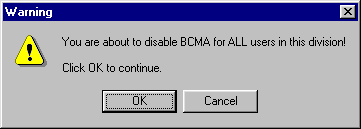 Warning
You are about to disable BCMA for ALL users in this division!
Click OK to continue.
OK
Cancel